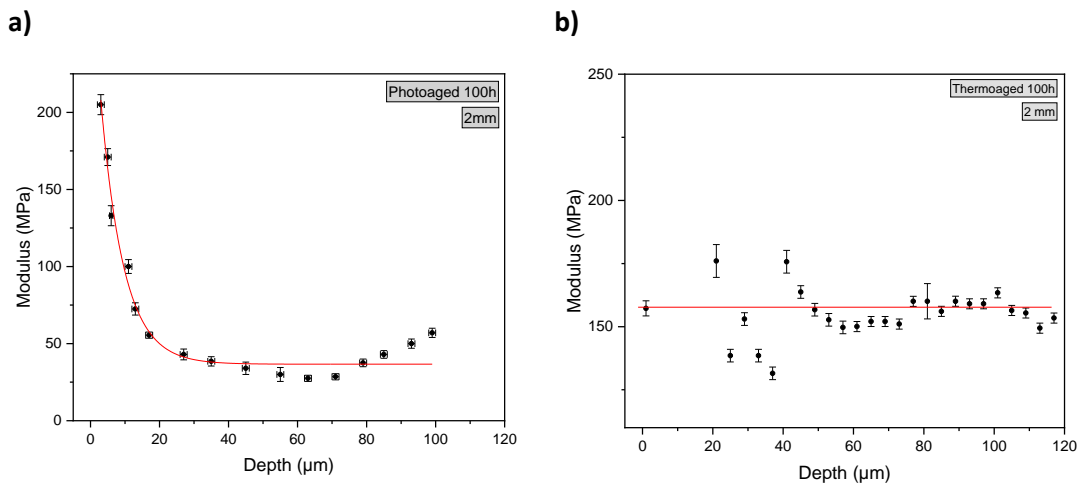 a)
Photoaged 100h
2mm
200
150
100
50
0
Modulus (MPa)
0 20 40 60 80 100 120
Depth (µm)
b)
Thermoaged 100h
2 mm
250
200
150
Modulus (MPa)
0 20 40 60 80 100 120
Depth (µm)